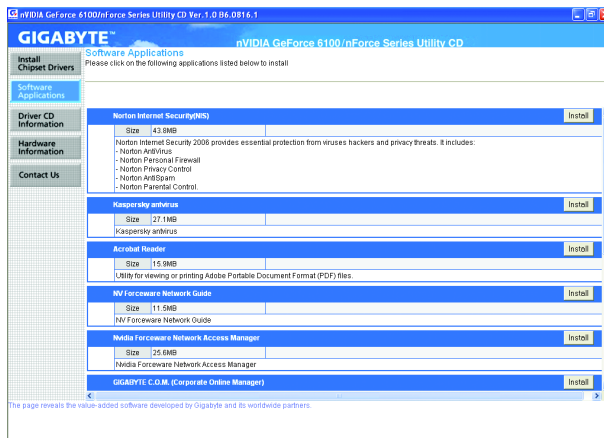 nVIDIA GeForce 6100/nForce Series Utility CD Ver.1.0 B6.0816.1
GIGABYTE™
nVIDIA GeForce 6100/nForce Series Utility CD
Install
Chipset Drivers
Software
Applications
Driver CD
Information
Hardware
Information
Contact Us
Software Applications
Please click on the following applications listed below to install
Norton Internet Security(NIS) Install
Size 43.8MB
Norton Internet Security 2006 provides essential protection from viruses hackers and privacy threats. It includes:
- Norton AntiVirus
- Norton Personal Firewall
- Norton Privacy Control
- Norton AntiSpam
- Norton Parental Control.
Kaspersky antvirus Install
Size 27.1MB
Kaspersky antvirus
Acrobat Reader Install
Size 15.9MB
Utility for viewing or printing Adobe Portable Document Format (PDF) files.
NV Forceware Network Guide Install
Size 11.5MB
NV Forceware Network Guide
Nvidia Forceware Network Access Manager Install
Size 25.6MB
Nvidia Forceware Network Access Manager
GIGABYTE C.O.M. (Corporate Online Manager) Install
The page reveals the value-added software developed by Gigabyte and its worldwide partners.